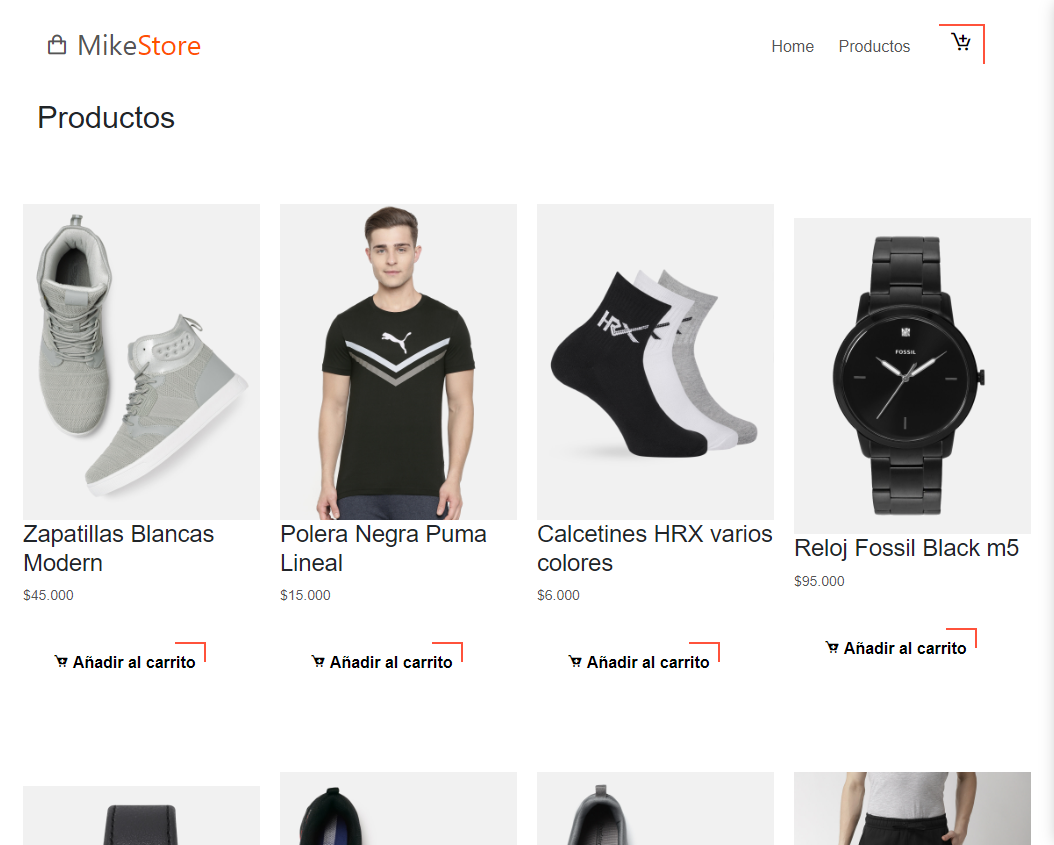 MikeStore
Home
Productos
Productos
HRX
FOSSIL
Zapatillas Blancas
Modern
$45.000
Añadir al carrito
Polera Negra Puma
Lineal
$15.000
Añadir al carrito
Calcetines HRX varios
colores
$6.000
Añadir al carrito
Reloj Fossil Black m5
$95.000
Añadir al carrito